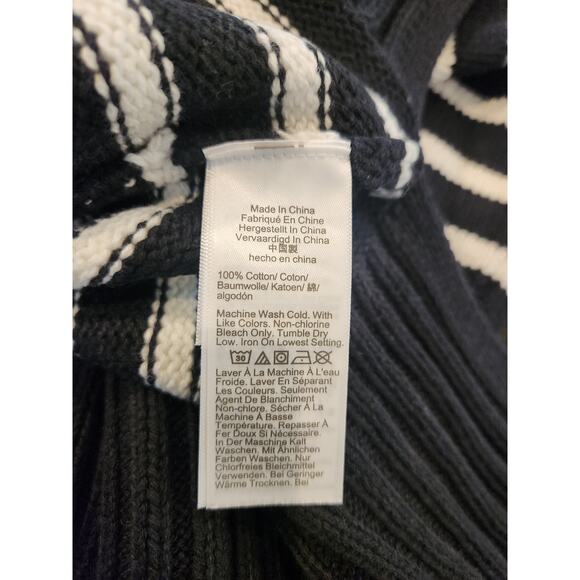 Made In China
Fabriqué En Chine
Hergestellt In China
Vervaardigd In China
中国製
hecho en china
100% Cotton/ Coton/
Baumwolle/ Katoen/ 綿/
algodón
Machine Wash Cold. With
Like Colors. Non-chlorine
Bleach Only. Tumble Dry
Low. Iron On Lowest Setting.
30
Laver À La Machine À L'eau
Froide. Laver En Séparant
Les Couleurs. Seulement
Agent De Blanchiment
Non-chlore. Sécher À La
Machine À Basse
Température. Repasser À
Fer Doux Si Nécessaire.
In Der Maschine Kalt
Waschen. Mit Ähnlichen
Farben Waschen. Nur
Chlorfreies Bleichmittel
Verwenden. Bei Geringer
Wärme Trocknen. Bei